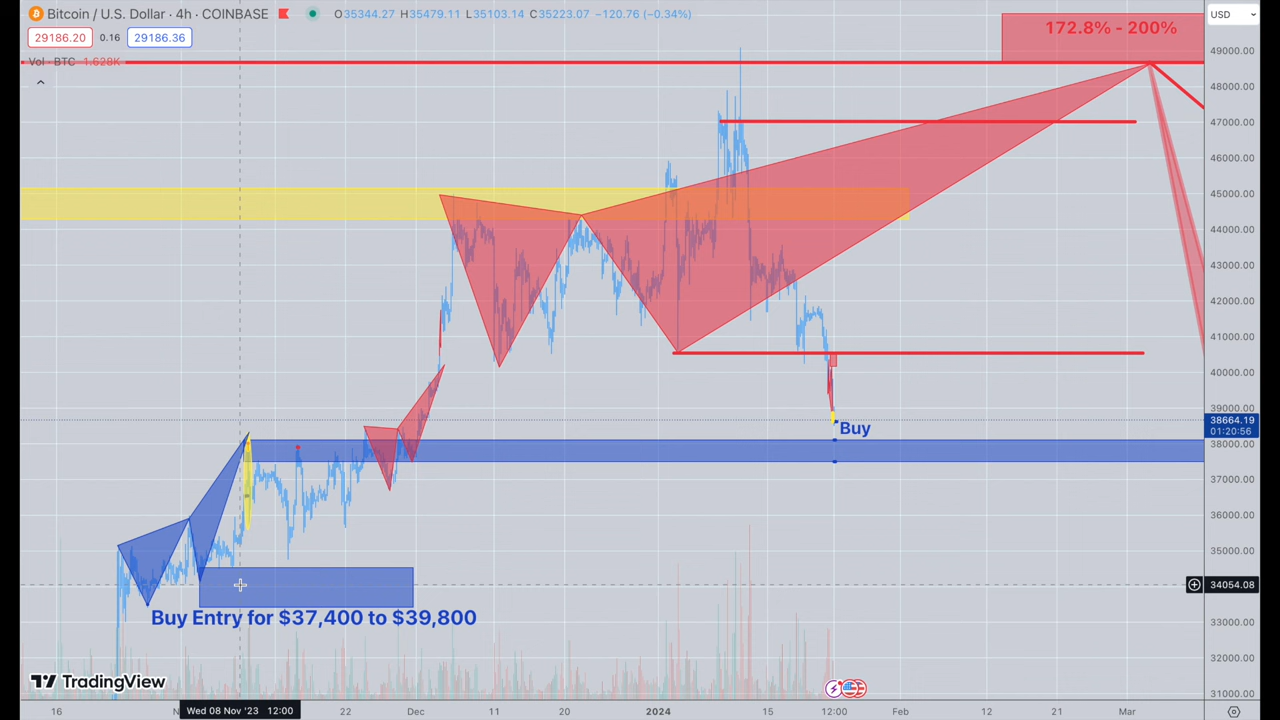 Bitcoin / U.S. Dollar · 4h · COINBASE O35344.27 H35479.11 L35103.14 C35223.07 −120.76 (−0.34%) USD
29186.20 0.16 29186.36
172.8% - 200%
Vol · BTC 1.628K
49000.00
48000.00
47000.00
46000.00
45000.00
44000.00
43000.00
42000.00
41000.00
40000.00
39000.00
38664.19
01:20:56
Buy
38000.00
37000.00
36000.00
35000.00
34054.08
Buy Entry for $37,400 to $39,800
33000.00
32000.00
TradingView
31000.00
16 N Wed 08 Nov '23 12:00 22 Dec 11 20 2024 15 12:00 Feb 12 21 Mar